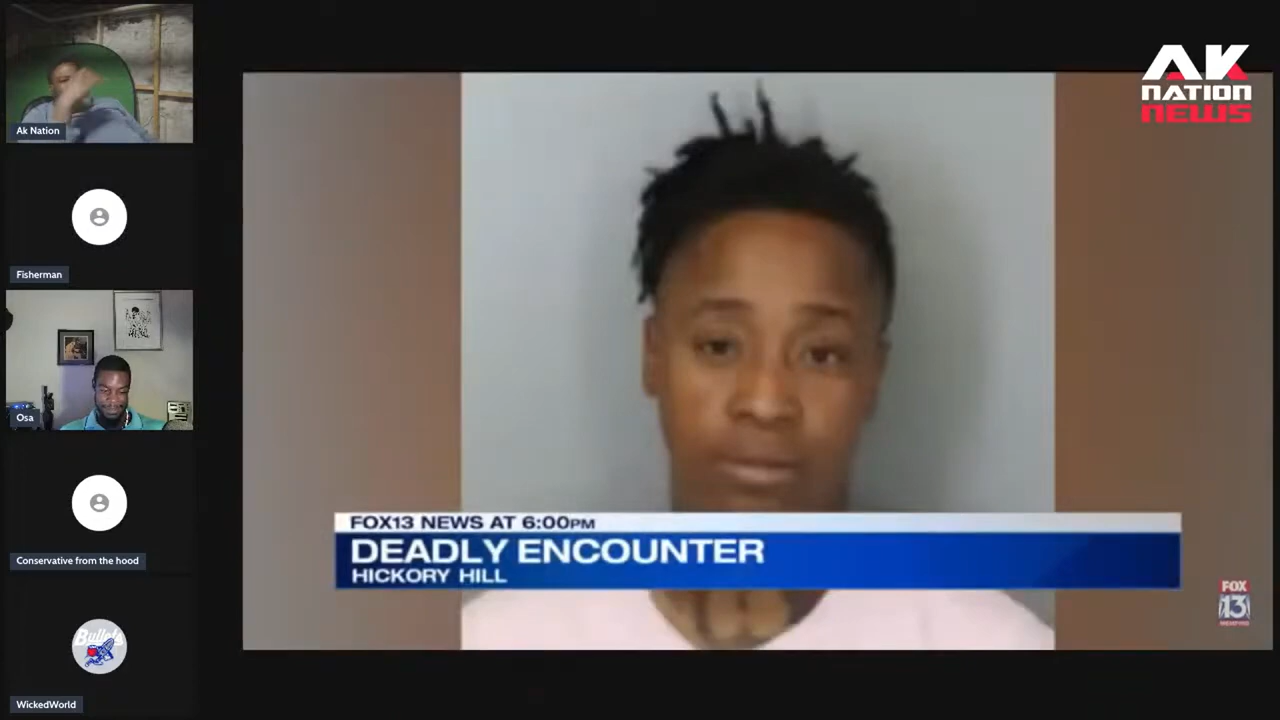 Ak Nation
Fisherman
Osa
Conservative from the hood
Bullets
WickedWorld
AK
NATION
NEWS
FOX13 NEWS AT 6:00PM
DEADLY ENCOUNTER
HICKORY HILL
FOX
13